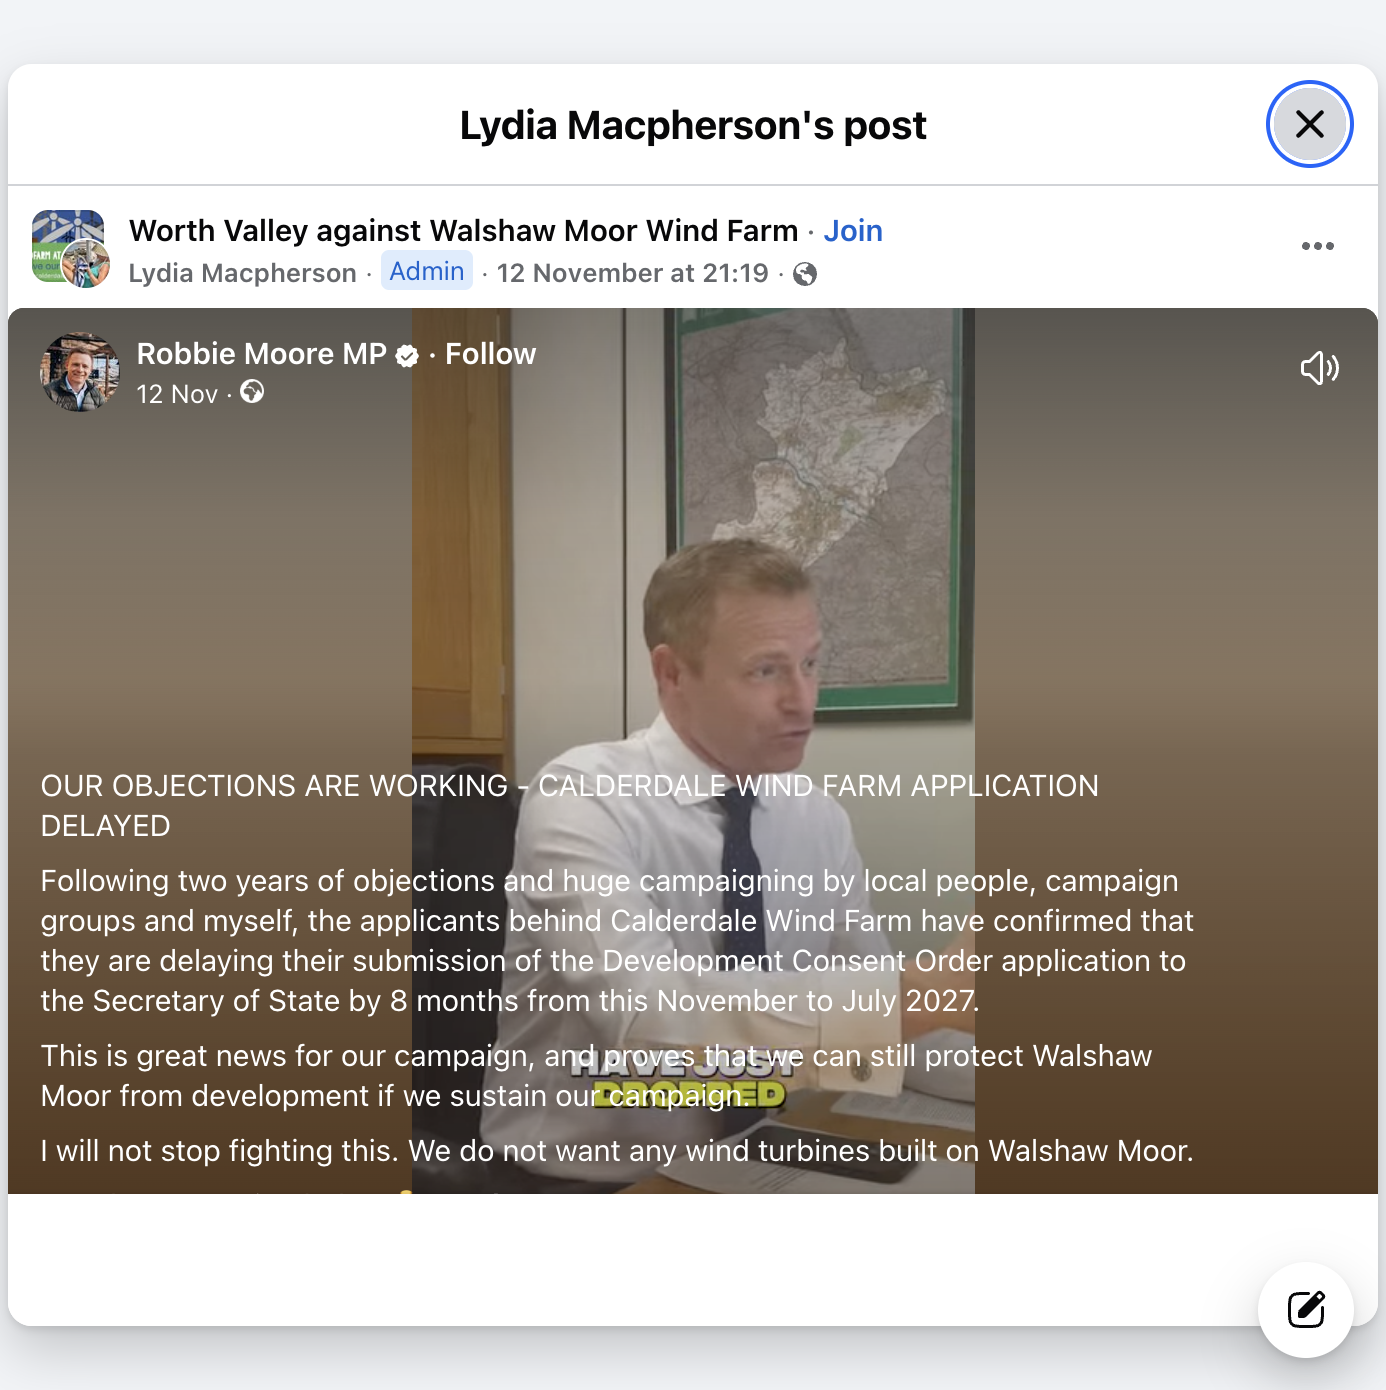 Lydia Macpherson's post
Worth Valley against Walshaw Moor Wind Farm · Join
Lydia Macpherson · Admin · 12 November at 21:19 ·
Robbie Moore MP · Follow
12 Nov ·
OUR OBJECTIONS ARE WORKING - CALDERDALE WIND FARM APPLICATION
DELAYED
Following two years of objections and huge campaigning by local people, campaign
groups and myself, the applicants behind Calderdale Wind Farm have confirmed that
they are delaying their submission of the Development Consent Order application to
the Secretary of State by 8 months from this November to July 2027.
This is great news for our campaign, and proves that we can still protect Walshaw
Moor from development if we sustain our campaign.
HAVE JUST
DROPPED
I will not stop fighting this. We do not want any wind turbines built on Walshaw Moor.